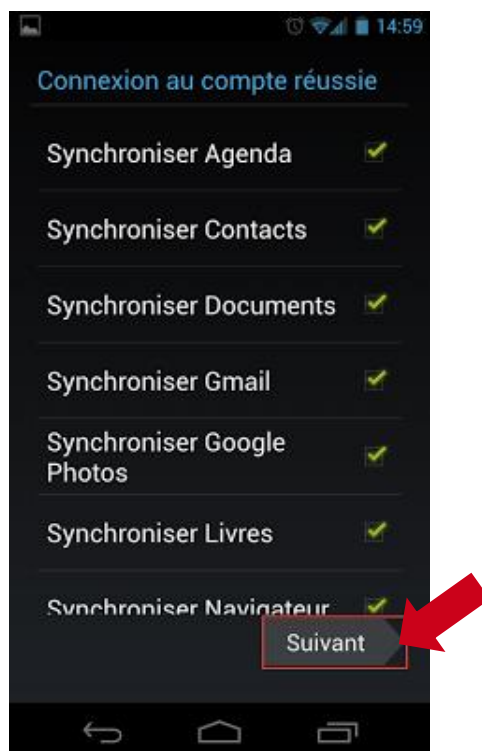 14:59
Connexion au compte réussie
Synchroniser Agenda
Synchroniser Contacts
Synchroniser Documents
Synchroniser Gmail
Synchroniser Google
Photos
Synchroniser Livres
Synchroniser Navigateur
Suivant